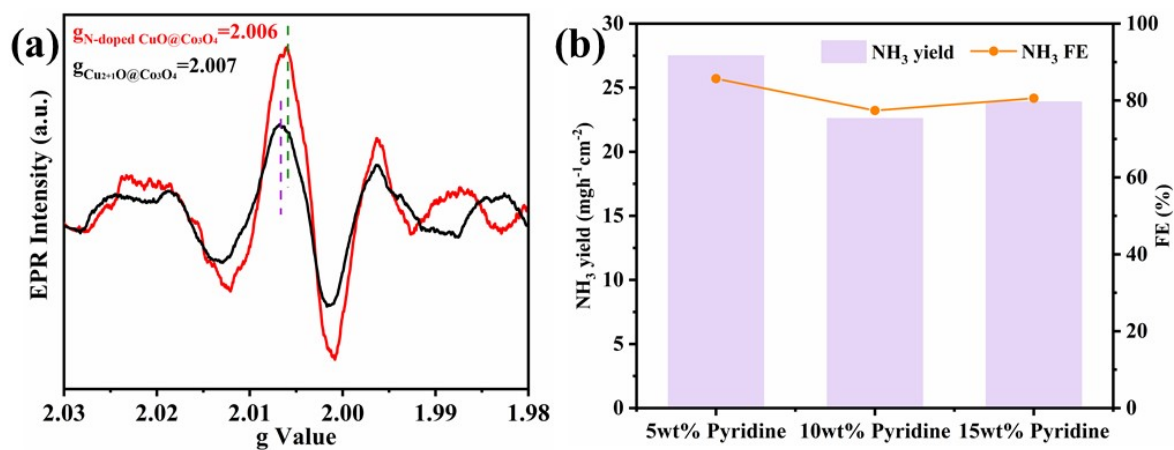 (a)
gN-doped CuO@Co3O4=2.006
gCu2+1O@Co3O4=2.007
EPR Intensity (a.u.)
2.03 2.02 2.01 2.00 1.99 1.98
g Value
(b)
NH3 yield NH3 FE
30
25
20
15
10
5
0
NH3 yield (mgh-1cm-2)
100
80
60
40
20
0
FE (%)
5wt% Pyridine 10wt% Pyridine 15wt% Pyridine